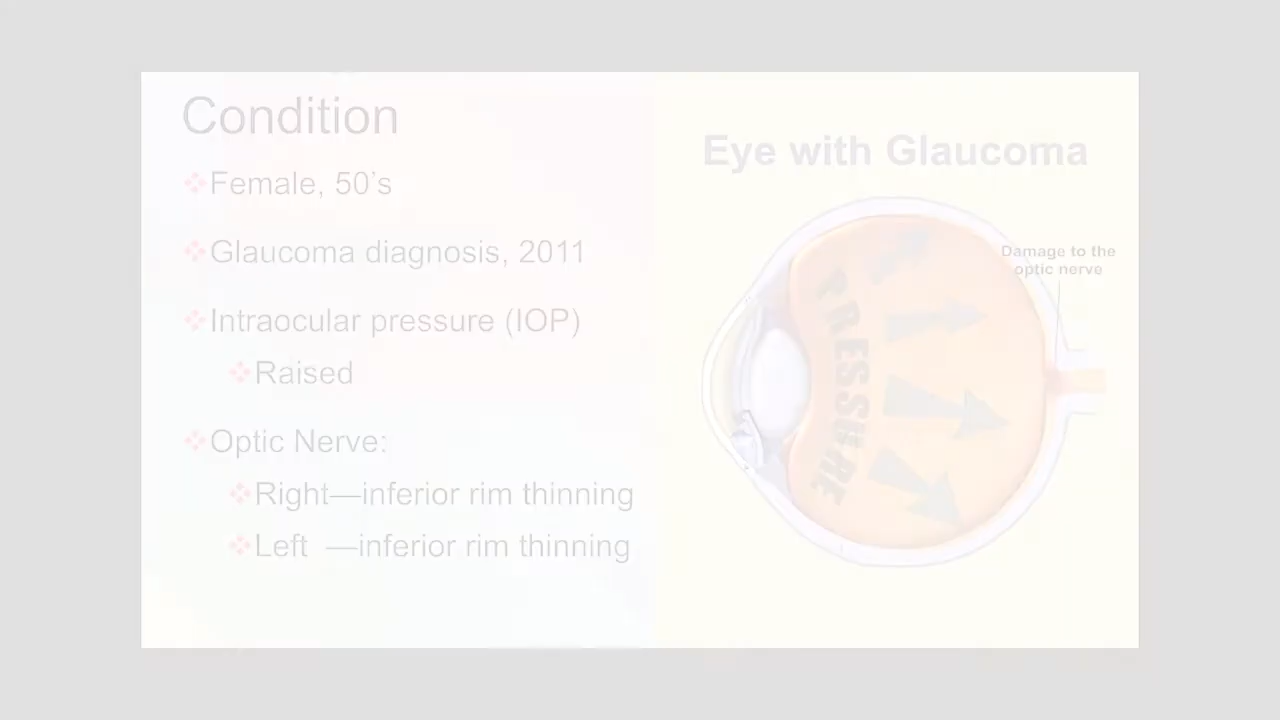 Condition
Female, 50's
Glaucoma diagnosis, 2011
Intraocular pressure (IOP)
Raised
Optic Nerve:
Right—inferior rim thinning
Left —inferior rim thinning
Eye with Glaucoma
Damage to the
optic nerve
PRESSURE